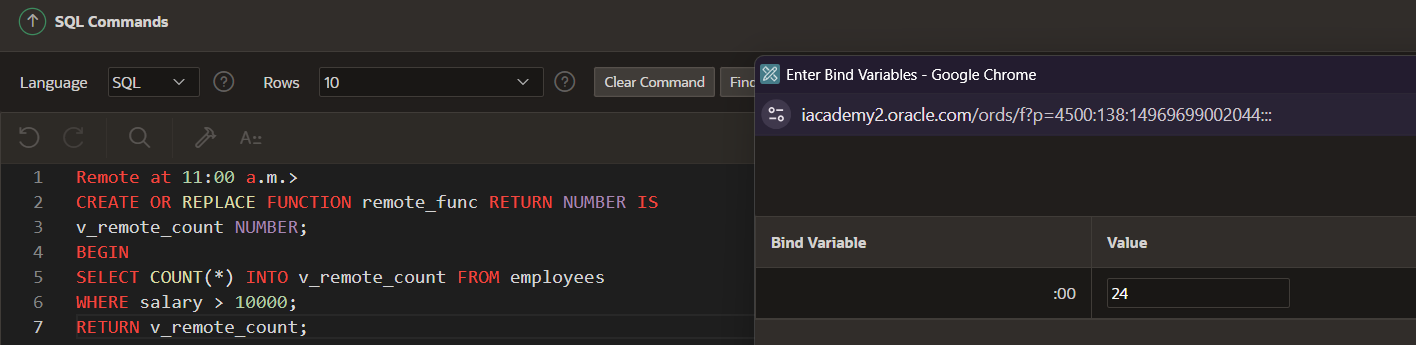 SQL Commands
Language SQL Rows 10 Clear Command Find
A::
1 Remote at 11:00 a.m.>
2 CREATE OR REPLACE FUNCTION remote_func RETURN NUMBER IS
3 v_remote_count NUMBER;
4 BEGIN
5 SELECT COUNT(*) INTO v_remote_count FROM employees
6 WHERE salary > 10000;
7 RETURN v_remote_count;
Enter Bind Variables - Google Chrome
iacademy2.oracle.com/ords/f?p=4500:138:14969699002044:::
Bind Variable Value
:00 24